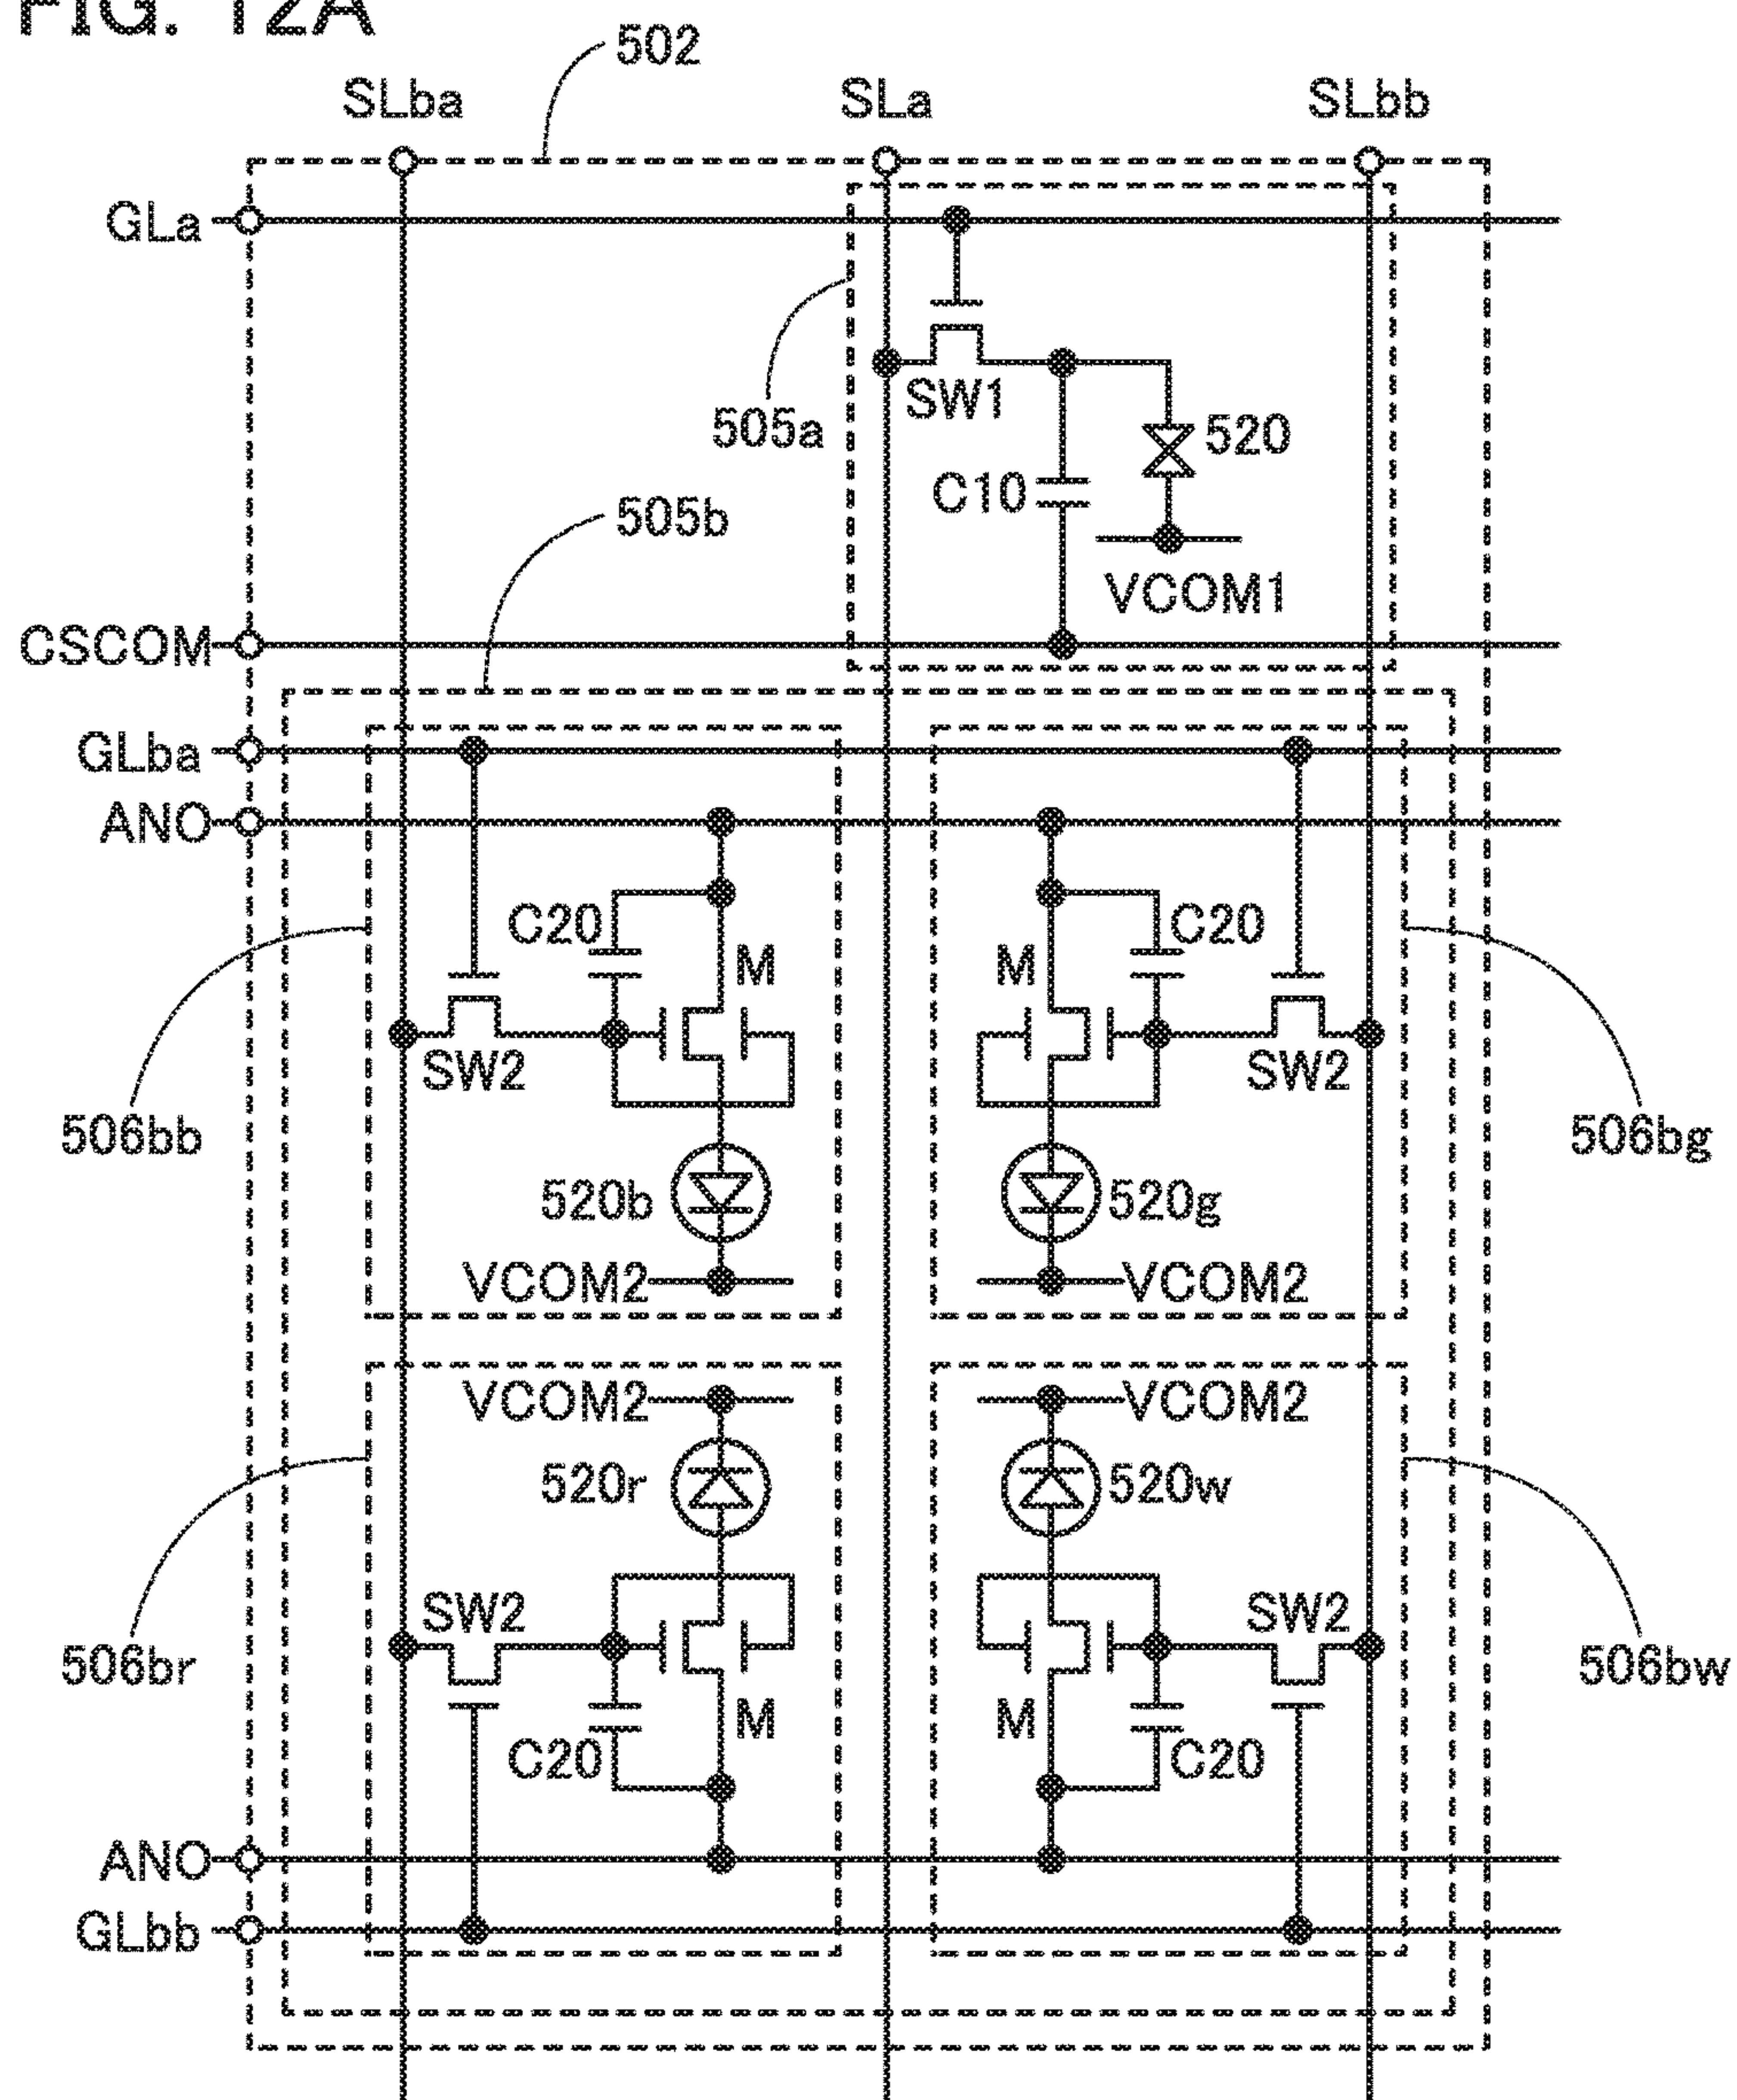 FIG. 12A
502
SLba
SLa
SLbb
GLa
SW1
505a
520
C10
505b
VCOM1
CSCOM
GLba
ANO
C20
C20
M
M
SW2
SW2
506bb
506bg
520b
520g
VCOM2
VCOM2
VCOM2
VCOM2
520r
520w
SW2
SW2
506br
506bw
M
M
C20
C20
ANO
GLbb